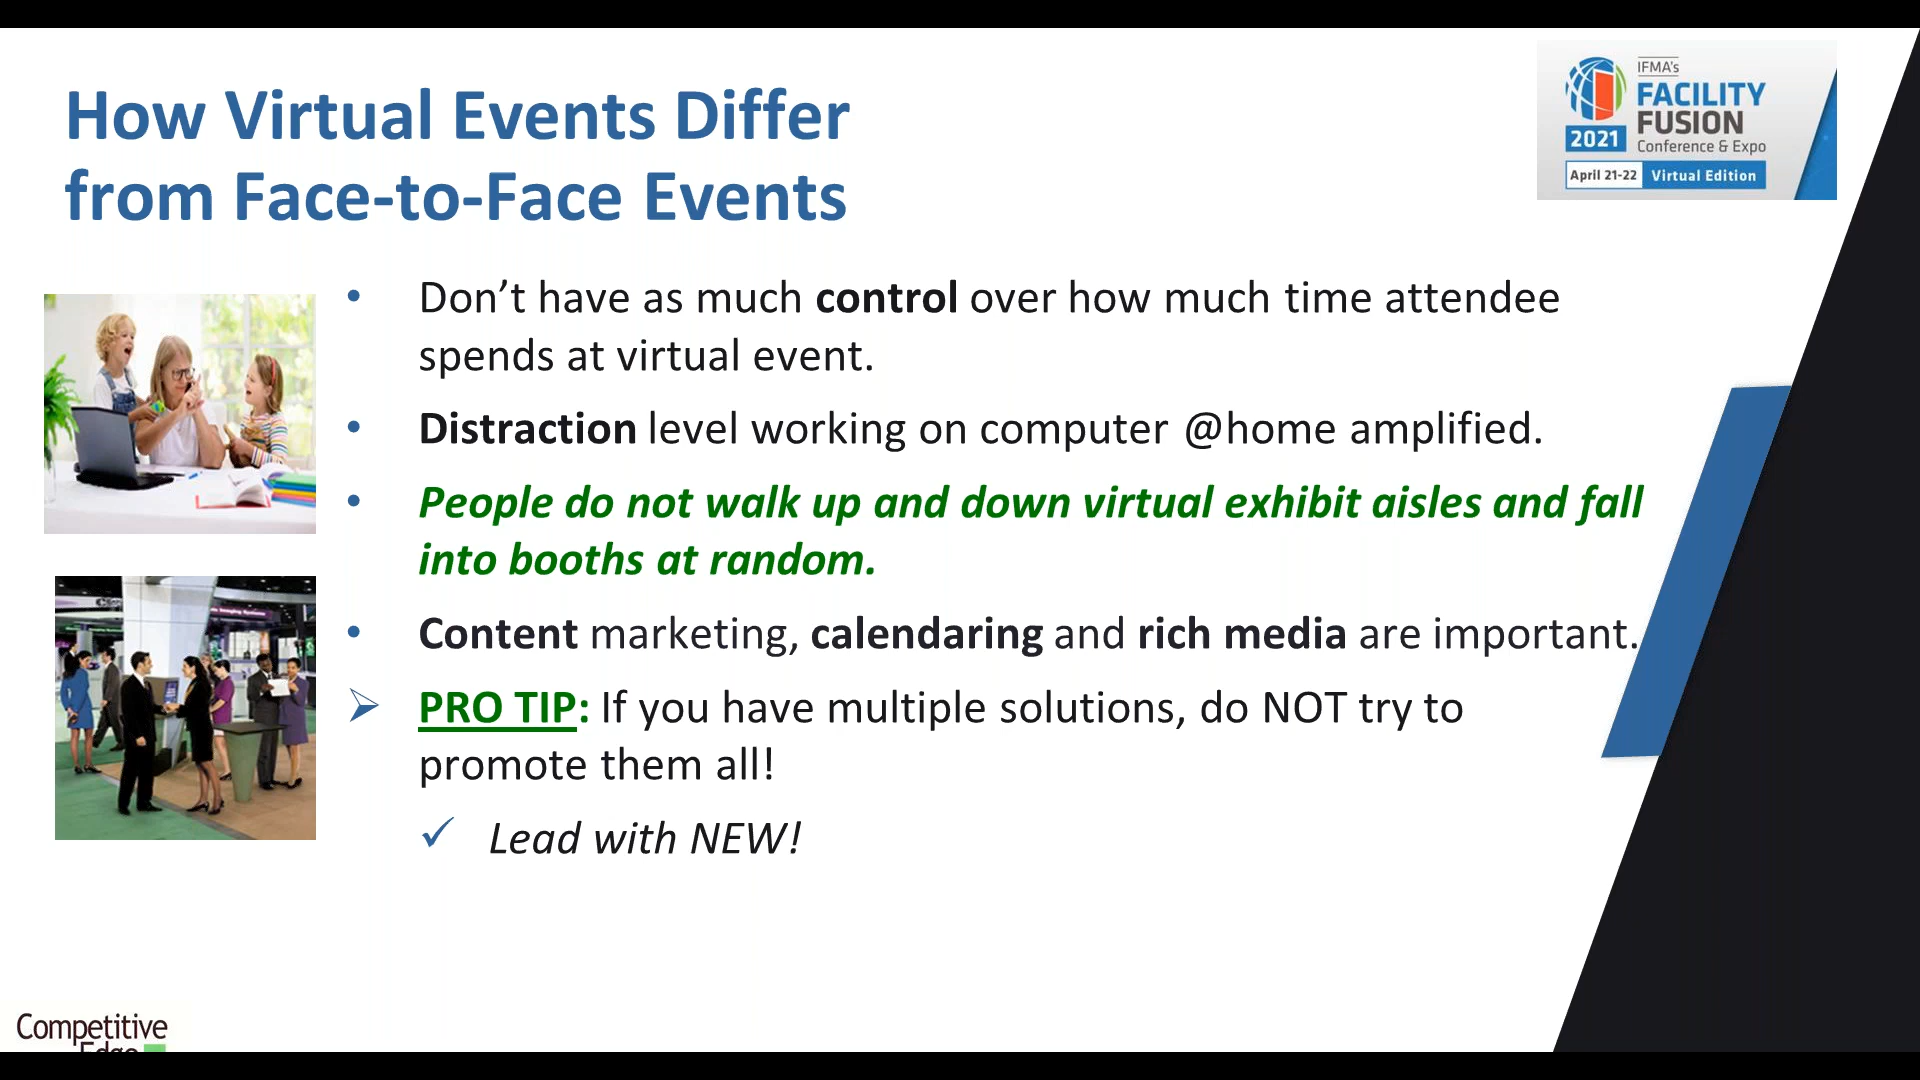 How Virtual Events Differ
from Face-to-Face Events
IFMA's
FACILITY
FUSION
2021
Conference & Expo
April 21-22
Virtual Edition
• Don’t have as much control over how much time attendee
spends at virtual event.
• Distraction level working on computer @home amplified.
• People do not walk up and down virtual exhibit aisles and fall
into booths at random.
• Content marketing, calendaring and rich media are important.
➢ PRO TIP: If you have multiple solutions, do NOT try to
promote them all!
✓ Lead with NEW!
Competitive
Edge